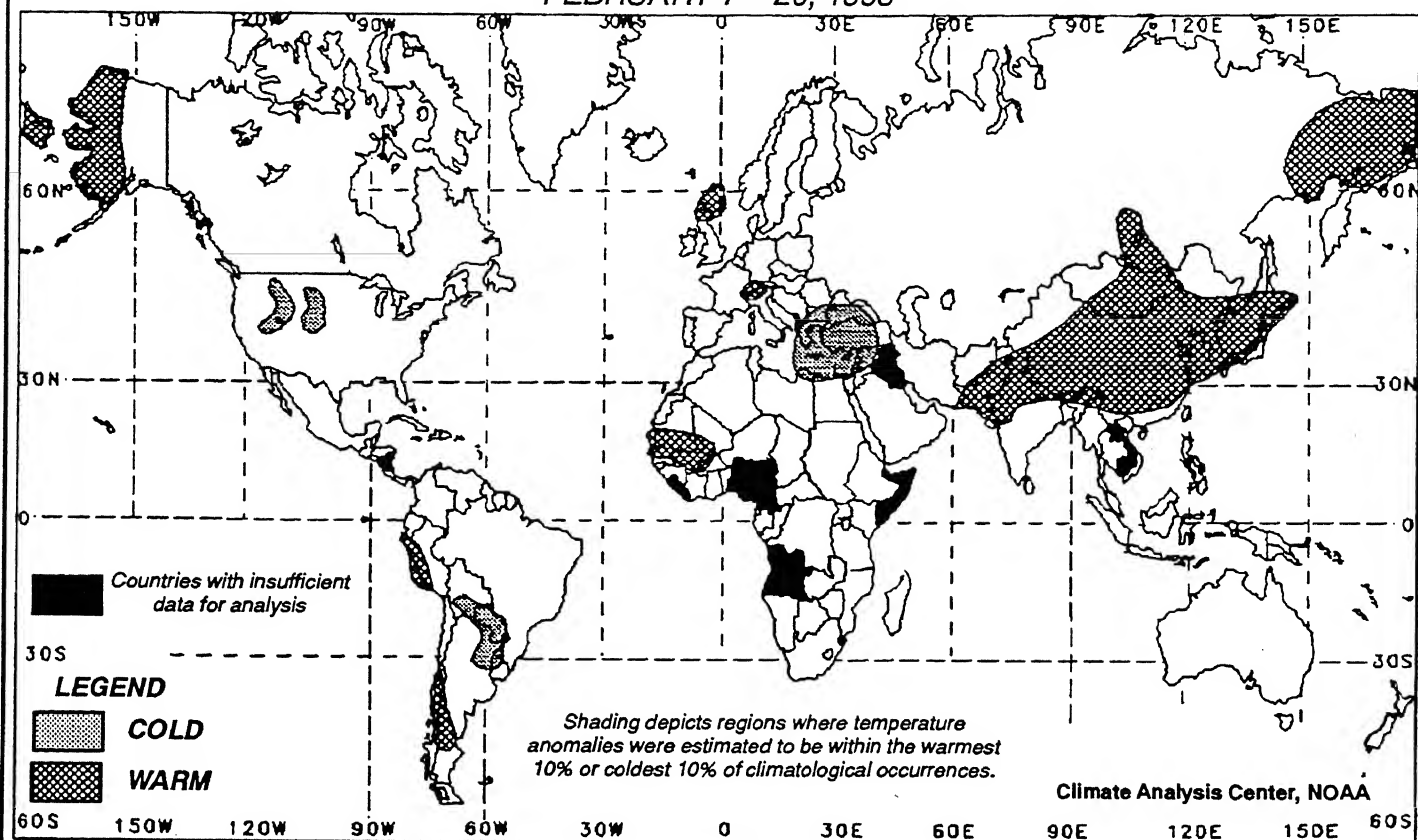 150W 120W 90W 60W 30W 0 30E 60E 90E 120E 150E
60N 60N
30N 30N
0 0
Countries with insufficient
data for analysis
30S 30S
LEGEND
COLD
WARM
Shading depicts regions where temperature
anomalies were estimated to be within the warmest
10% or coldest 10% of climatological occurrences.
Climate Analysis Center, NOAA
60S 150W 120W 90W 60W 30W 0 30E 60E 90E 120E 150E 60S